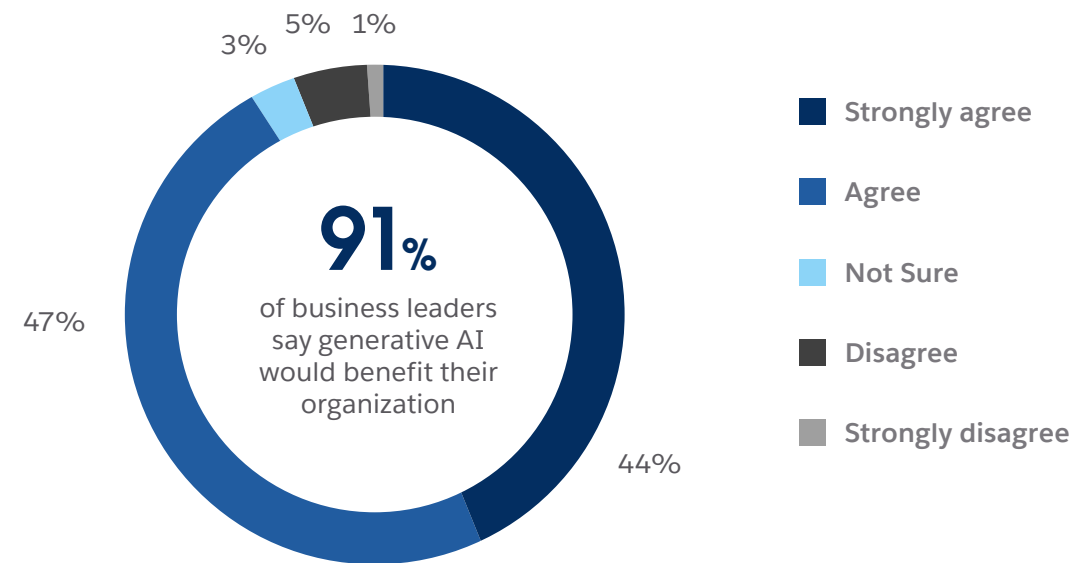 5% 1%
3%
47%
44%
91%
of business leaders
say generative AI
would benefit their
organization
Strongly agree
Agree
Not Sure
Disagree
Strongly disagree